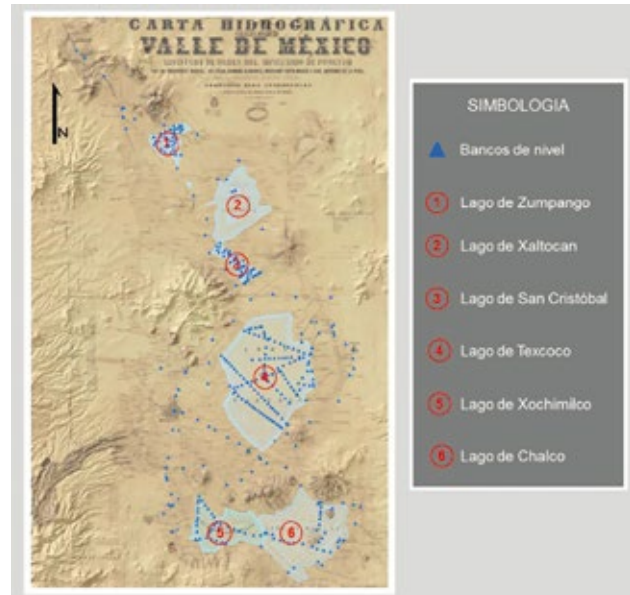 CARTA HIDROGRÁFICA
VALLE DE MÉXICO
N
1
2
3
4
5
6
SIMBOLOGIA
Bancos de nivel
1 Lago de Zumpango
2 Lago de Xaltocan
3 Lago de San Cristóbal
4 Lago de Texcoco
5 Lago de Xochimilco
6 Lago de Chalco